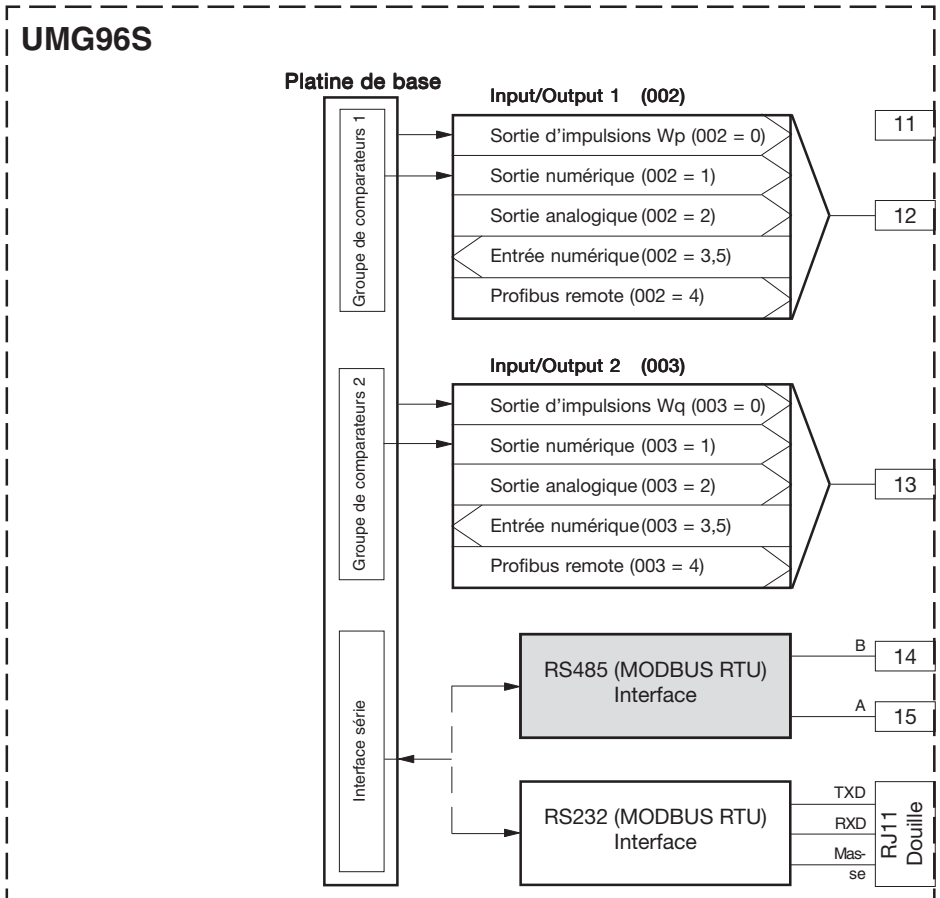 UMG96S
Platine de base
Groupe de comparateurs 1
Input/Output 1 (002)
Sortie d'impulsions Wp (002 = 0)
Sortie numérique (002 = 1)
Sortie analogique (002 = 2)
Entrée numérique (002 = 3,5)
Profibus remote (002 = 4)
11
12
Groupe de comparateurs 2
Input/Output 2 (003)
Sortie d'impulsions Wq (003 = 0)
Sortie numérique (003 = 1)
Sortie analogique (003 = 2)
Entrée numérique (003 = 3,5)
Profibus remote (003 = 4)
13
Interface série
RS485 (MODBUS RTU)
Interface
B
14
A
15
RS232 (MODBUS RTU)
Interface
TXD
RXD
Mas-
se
RJ11
Douille